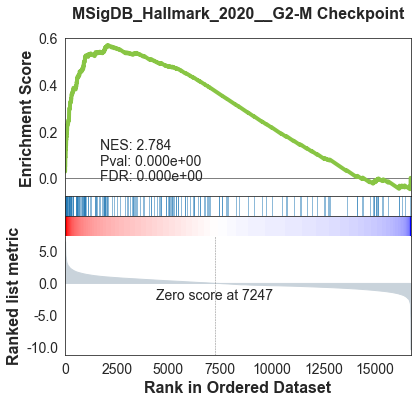 MSigDB_Hallmark_2020__G2-M Checkpoint
Enrichment Score
0.6
0.4
0.2
0.0
NES: 2.784
Pval: 0.000e+00
FDR: 0.000e+00
Ranked list metric
5.0
0.0
-5.0
-10.0
Zero score at 7247
0 2500 5000 7500 10000 12500 15000
Rank in Ordered Dataset